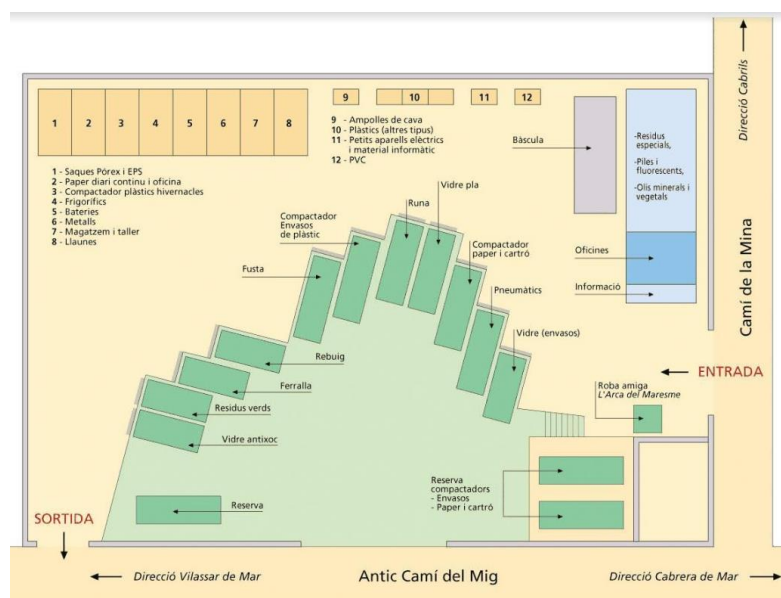 Direcció Cabrils
1
2
3
4
5
6
7
8
9
10
11
12
1 - Saques Pórex i EPS
2 - Paper diari continu i oficina
3 - Compactador plàstics hivernacles
4 - Frigorífics
5 - Bateries
6 - Metalls
7 - Magatzem i taller
8 - Llaunes
9 - Ampolles de cava
10 - Plàstics (altres tipus)
11 - Petits aparells elèctrics
i material informàtic
12 - PVC
Bàscula
-Residus
especials,
-Piles i
fluorescents,
-Olis minerals i
vegetals
Oficines
Informació
Camí de la Mina
Vidre pla
Runa
Compactador
Envasos
de plàstic
Fusta
Compactador
paper i cartró
Pneumàtics
Vidre (envasos)
Rebuig
Ferralla
Residus verds
Vidre antixoc
ENTRADA
Roba amiga
L'Arca del Maresme
Reserva
compactadors
- Envasos
- Paper i cartró
Reserva
SORTIDA
Direcció Vilassar de Mar
Antic Camí del Mig
Direcció Cabrera de Mar